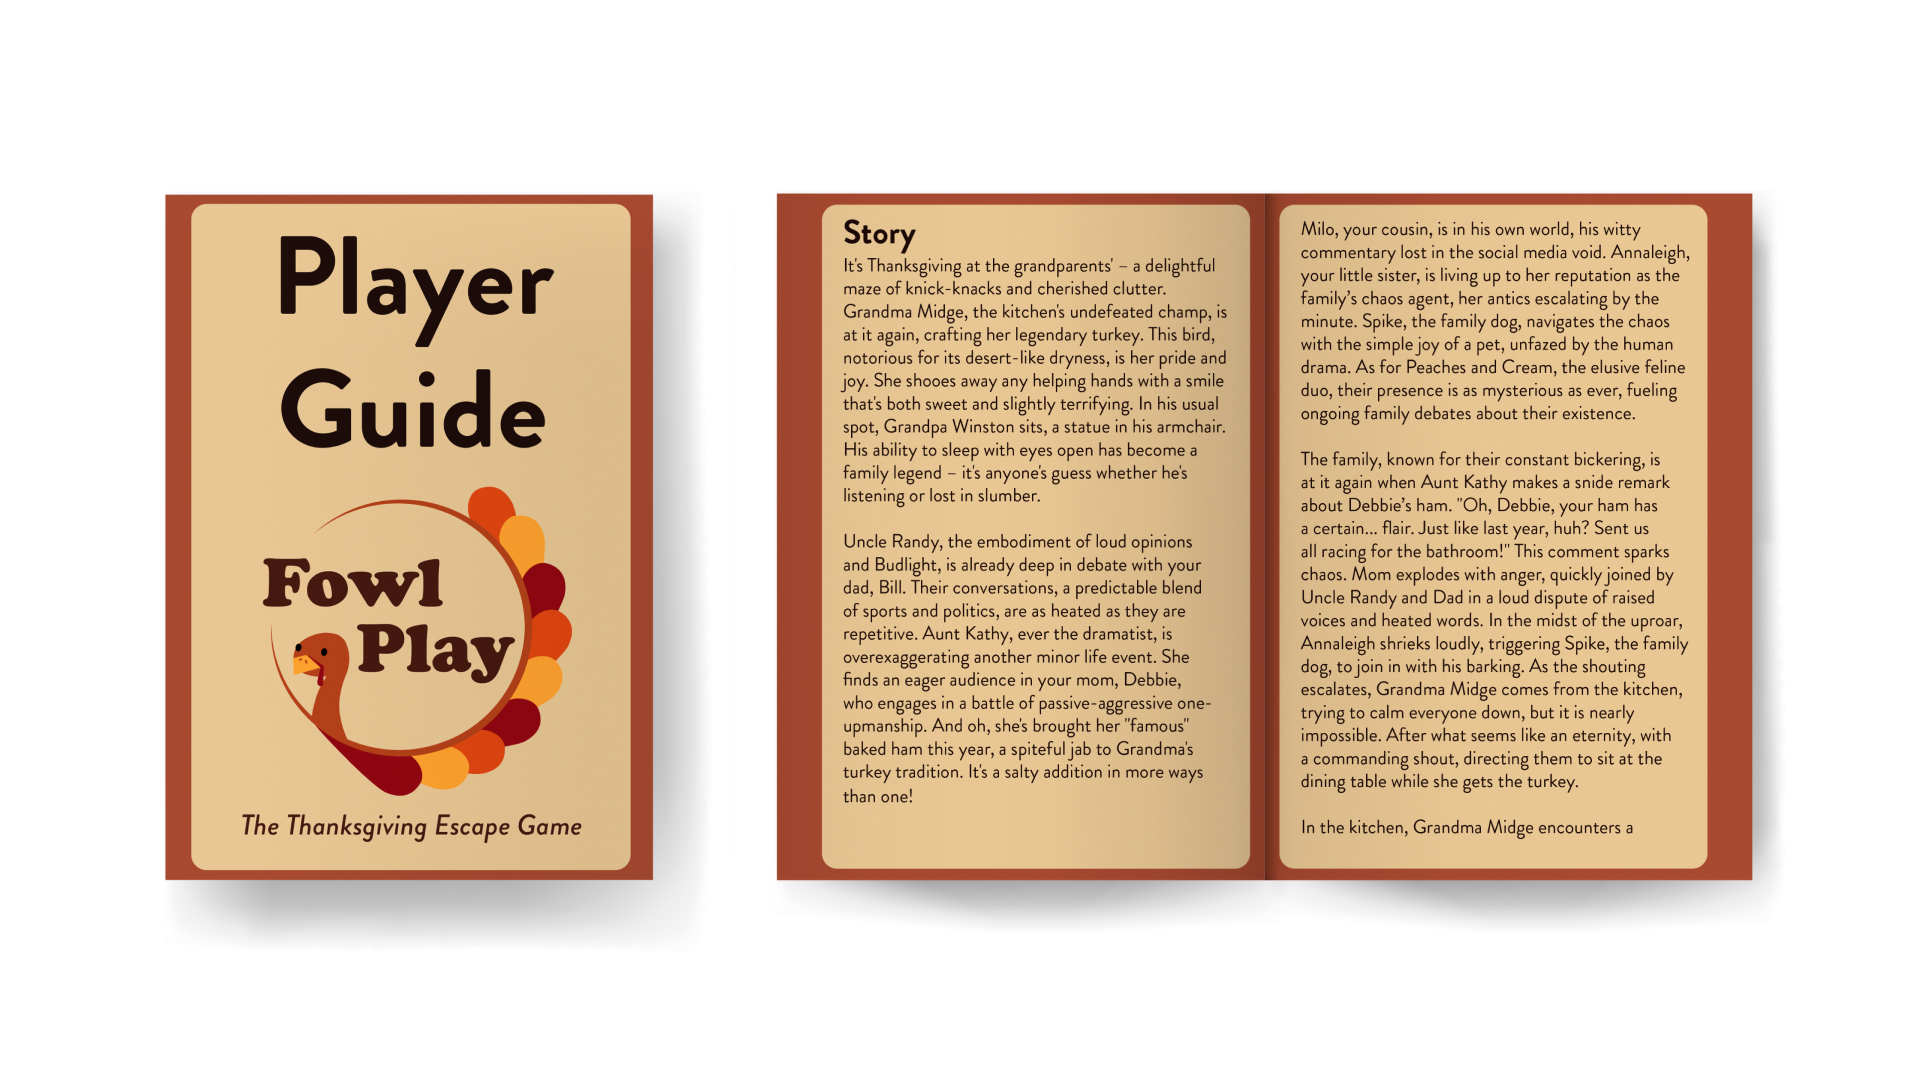 Player
Guide
Fowl
Play
The Thanksgiving Escape Game
Story
It's Thanksgiving at the grandparents' – a delightful
maze of knick-knacks and cherished clutter.
Grandma Midge, the kitchen's undefeated champ, is
at it again, crafting her legendary turkey. This bird,
notorious for its desert-like dryness, is her pride and
joy. She shooes away any helping hands with a smile
that's both sweet and slightly terrifying. In his usual
spot, Grandpa Winston sits, a statue in his armchair.
His ability to sleep with eyes open has become a
family legend – it's anyone's guess whether he's
listening or lost in slumber.
Uncle Randy, the embodiment of loud opinions
and Budlight, is already deep in debate with your
dad, Bill. Their conversations, a predictable blend
of sports and politics, are as heated as they are
repetitive. Aunt Kathy, ever the dramatist, is
overexaggerating another minor life event. She
finds an eager audience in your mom, Debbie,
who engages in a battle of passive-aggressive one-
upmanship. And oh, she's brought her "famous"
baked ham this year, a spiteful jab to Grandma's
turkey tradition. It's a salty addition in more ways
than one!
Milo, your cousin, is in his own world, his witty
commentary lost in the social media void. Annaleigh,
your little sister, is living up to her reputation as the
family’s chaos agent, her antics escalating by the
minute. Spike, the family dog, navigates the chaos
with the simple joy of a pet, unfazed by the human
drama. As for Peaches and Cream, the elusive feline
duo, their presence is as mysterious as ever, fueling
ongoing family debates about their existence.
The family, known for their constant bickering, is
at it again when Aunt Kathy makes a snide remark
about Debbie’s ham. "Oh, Debbie, your ham has
a certain... flair. Just like last year, huh? Sent us
all racing for the bathroom!" This comment sparks
chaos. Mom explodes with anger, quickly joined by
Uncle Randy and Dad in a loud dispute of raised
voices and heated words. In the midst of the uproar,
Annaleigh shrieks loudly, triggering Spike, the family
dog, to join in with his barking. As the shouting
escalates, Grandma Midge comes from the kitchen,
trying to calm everyone down, but it is nearly
impossible. After what seems like an eternity, with
a commanding shout, directing them to sit at the
dining table while she gets the turkey.
In the kitchen, Grandma Midge encounters a